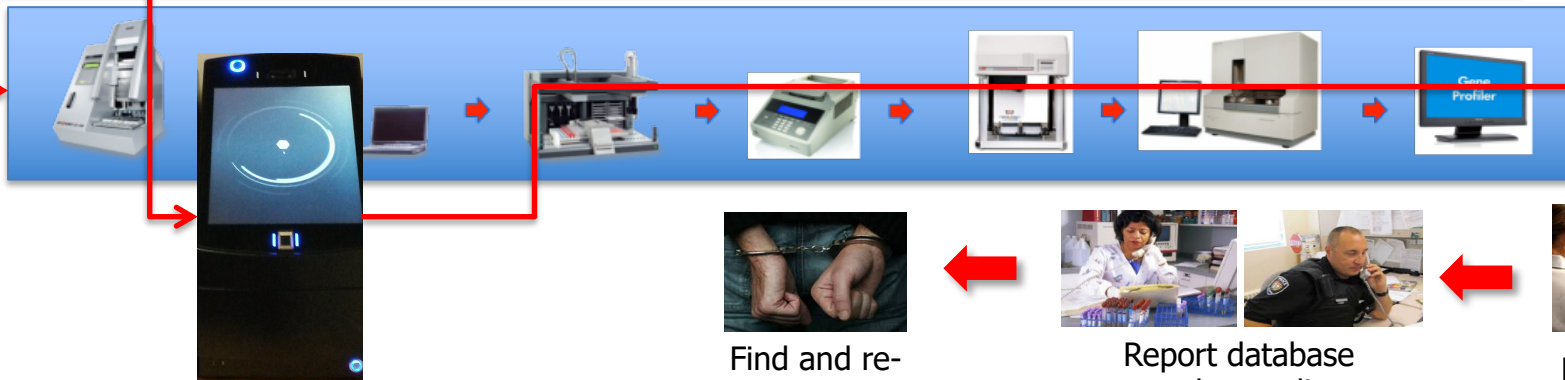 Gene
Profiler
Find and re-
Report database